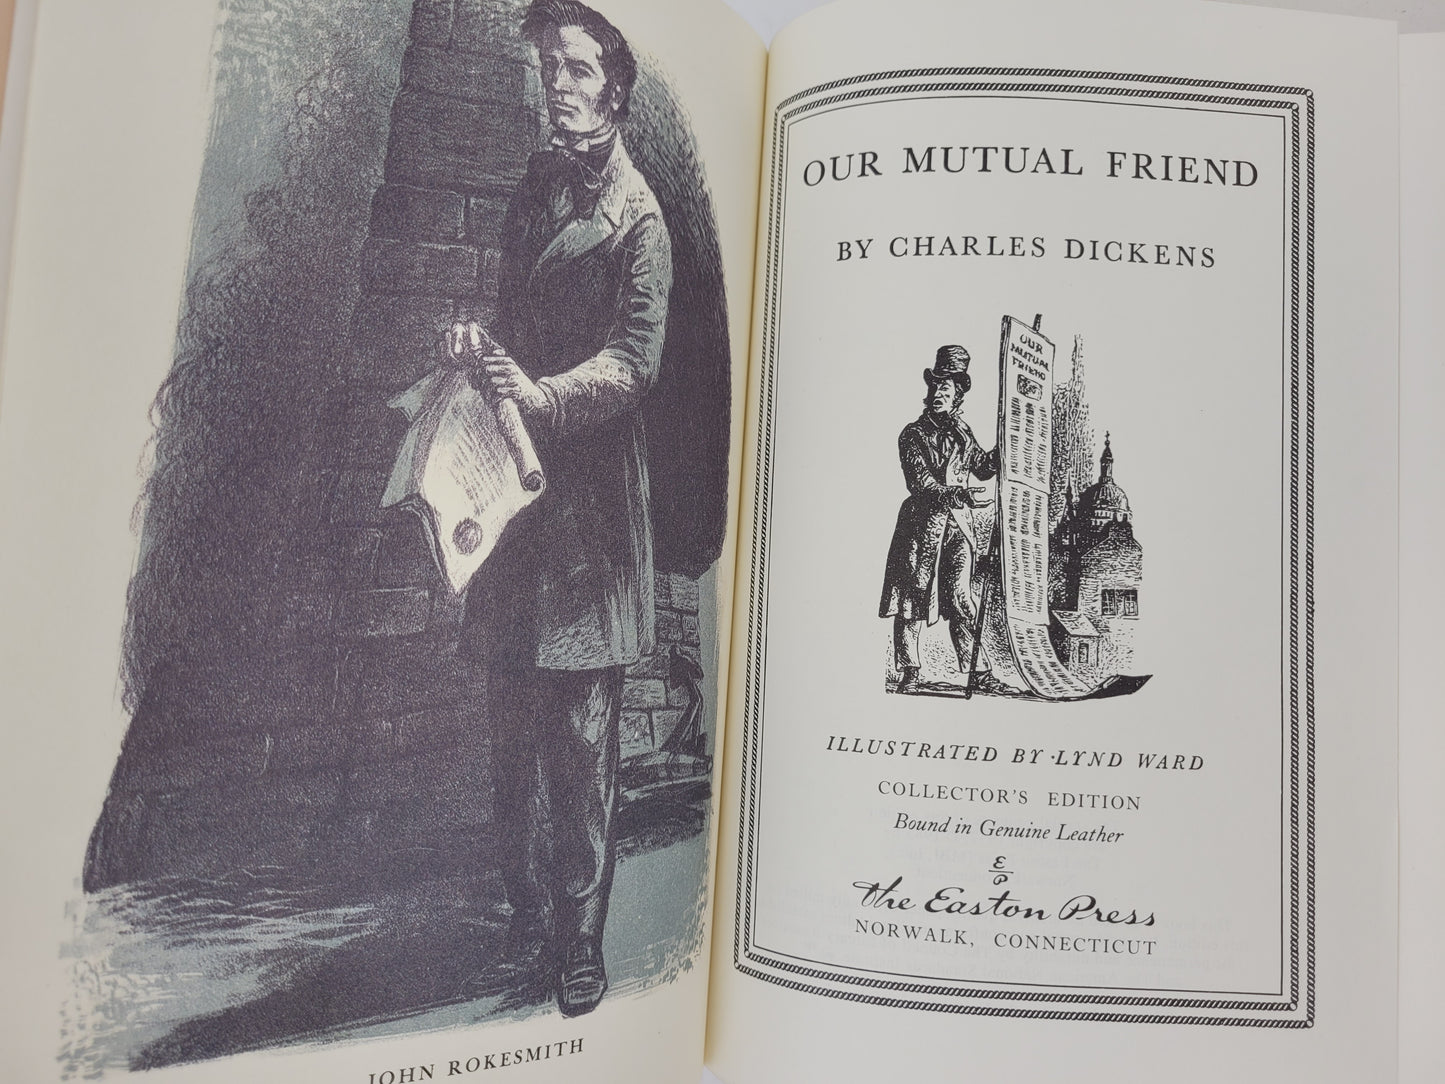 JOHN ROKESMITH
OUR MUTUAL FRIEND
BY CHARLES DICKENS
OUR
MUTUAL
FRIEND
ILLUSTRATED BY LYND WARD
COLLECTOR'S EDITION
Bound in Genuine Leather
E
P
The Easton Press
NORWALK, CONNECTICUT